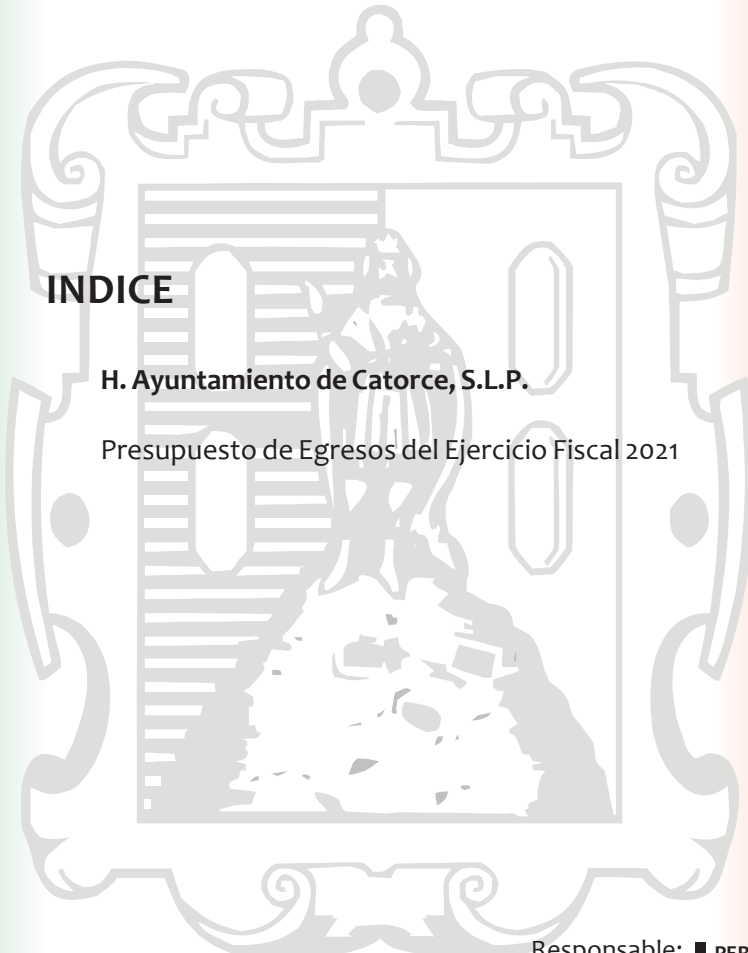 INDICE
H. Ayuntamiento de Catorce, S.L.P.
Presupuesto de Egresos del Ejercicio Fiscal 2021
Responsable: